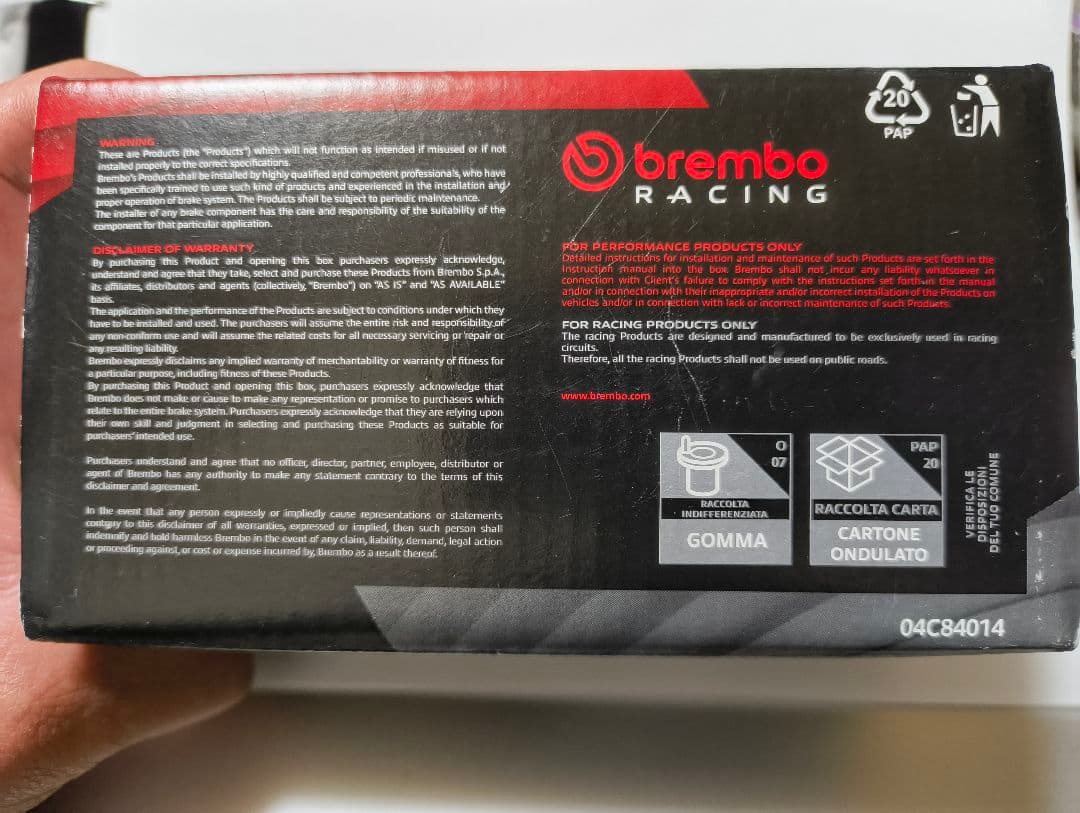 WARNING
These are Products (the "Products") which will not function as intended if misused or if not
installed properly to the correct specifications.
Brembo's Products shall be installed by highly qualified and competent professionals, who have
been specifically trained to use such kind of products and experienced in the installation and/
proper operation of brake system. The Products shall be subject to periodic maintenance.
The installer of any brake component has the care and responsibility of the suitability of the
component for that particular application.
DISCLAIMER OF WARRANTY
By purchasing this Product and opening this box purchasers expressly acknowledge,
understand and agree that they take, select and purchase these Products from Brembo S.p.A.,
its affiliates, distributors and agents (collectively, "Brembo") on "AS IS" and "AS AVAILABLE"
basis.
The application and the performance of the Products are subject to conditions under which they
have to be installed and used. The purchasers will assume the entire risk and responsibility of
any non-conform use and will assume the related costs for all necessary servicing or repair or
any resulting liability.
Brembo expressly disclaims any implied warranty of merchantability or warranty of fitness for
a particular purpose, including fitness of these Products.
By purchasing this Product and opening this box, purchasers expressly acknowledge that
Brembo does not make or cause to make any representation or promise to purchasers which
relate to the entire brake system. Purchasers expressly acknowledge that they are relying upon
their own skill and judgment in selecting and purchasing these Products as suitable for
purchasers' intended use.
Purchasers understand and agree that no officer, director, partner, employee, distributor or
agent of Brembo has any authority to make any statement contrary to the terms of this
disclaimer and agreement.
In the event that any person expressly or impliedly cause representations or statements
contrary to this disclaimer of all warranties, expressed or implied, then such person shall
indemnify and hold harmless Brembo in the event of any claim, liability, demand, legal action
or proceeding against, or cost or expense incurred by, Brembo as a result thereof.
20
PAP
brembo
RACING
FOR PERFORMANCE PRODUCTS ONLY
Detailed instructions for installation and maintenance of such Products are set forth in the
Instruction manual into the box. Brembo shall not incur any liability whatsoever in
connection with Client's failure to comply with the instructions set forth in the manual
and/or in connection with their inappropriate and/or incorrect installation of the Products on
vehicles and/or in connection with lack or incorrect maintenance of such Products.
FOR RACING PRODUCTS ONLY
The racing Products are designed and manufactured to be exclusively used in racing
circuits.
Therefore, all the racing Products shall not be used on public roads.
www.brembo.com
O
07
RACCOLTA
INDIFFERENZIATA
GOMMA
PAP
20
RACCOLTA CARTA
CARTONE
ONDULATO
VERIFICA LE
DISPOSIZIONI
DEL TUO COMUNE
04C84014